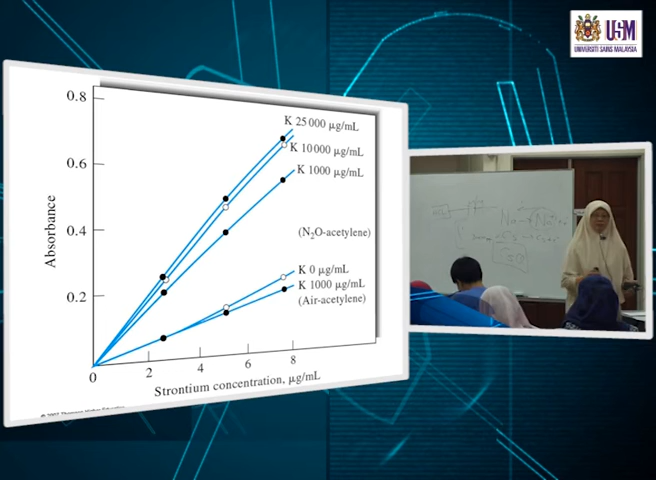 USM
UNIVERSITI SAINS MALAYSIA
0.8
0.6
0.4
0.2
0
2
4
6
8
Absorbance
Strontium concentration, µg/mL
K 25 000 µg/mL
K 10 000 µg/mL
K 1000 µg/mL
(N₂O-acetylene)
K 0 µg/mL
K 1000 µg/mL
(Air-acetylene)